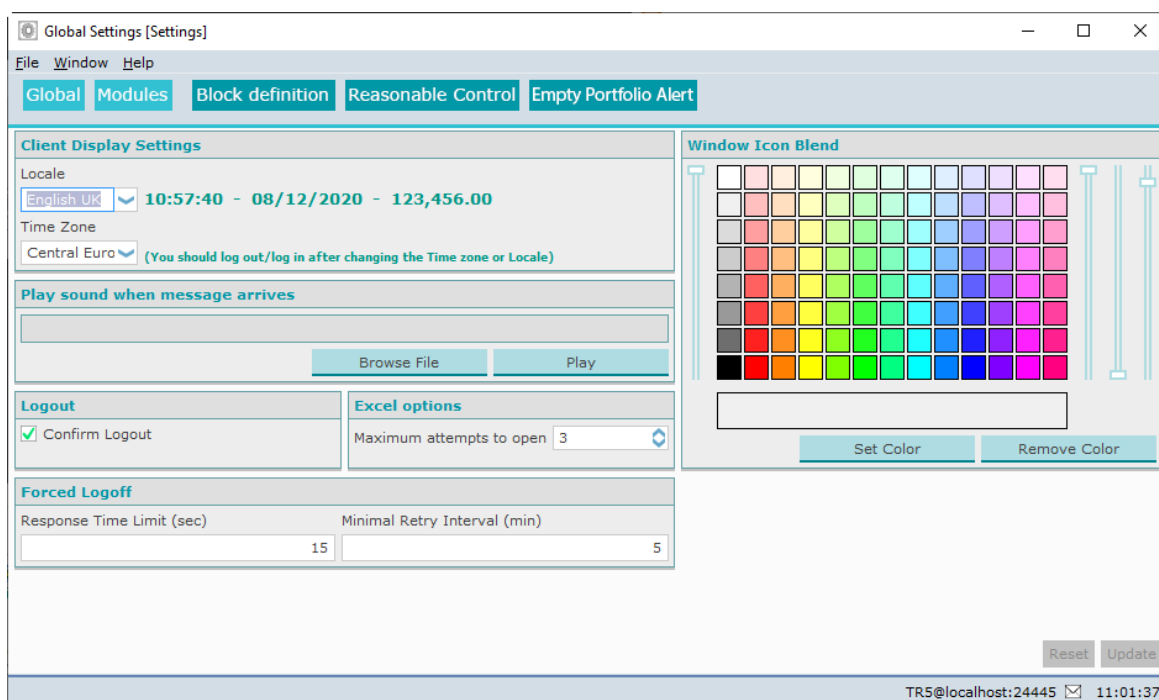 Global Settings [Settings]
File Window Help
Global Modules Block definition Reasonable Control Empty Portfolio Alert
Client Display Settings
Locale
English UK 10:57:40 - 08/12/2020 - 123,456.00
Time Zone
Central Euro (You should log out/log in after changing the Time zone or Locale)
Play sound when message arrives
Browse File Play
Logout
Confirm Logout
Excel options
Maximum attempts to open 3
Forced Logoff
Response Time Limit (sec) Minimal Retry Interval (min)
15 5
Window Icon Blend
Set Color Remove Color
Reset Update
TR5@localhost:24445 11:01:37